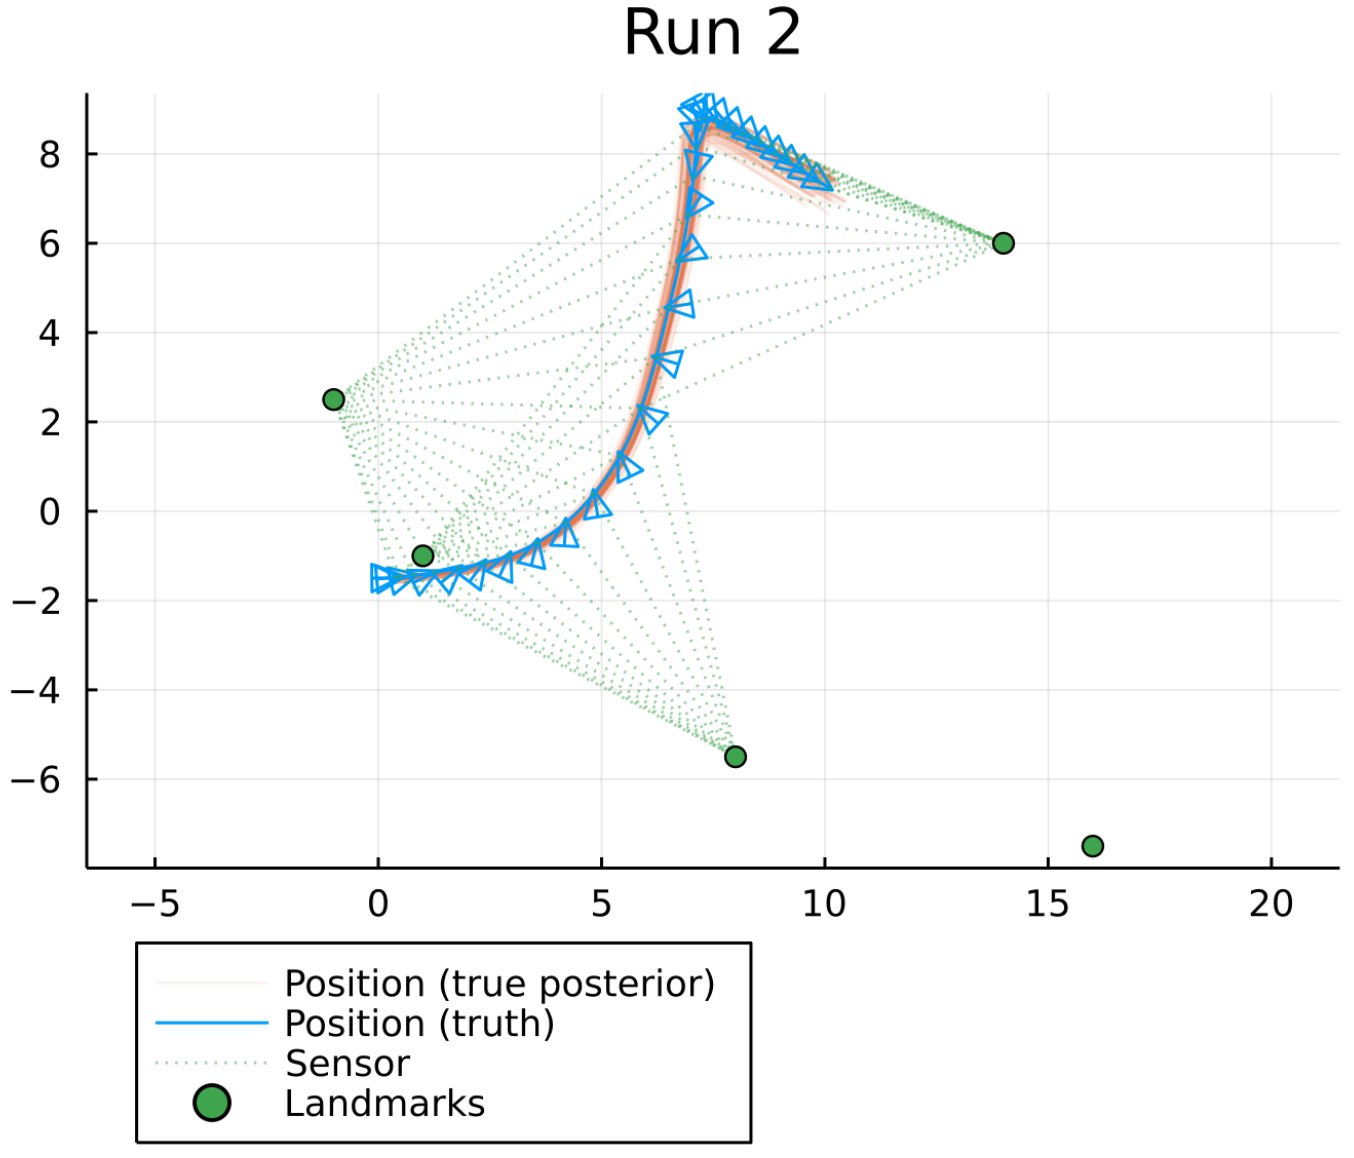 Run 2
8
6
4
2
0
−2
−4
−6
−5 0 5 10 15 20
Position (true posterior)
Position (truth)
Sensor
Landmarks